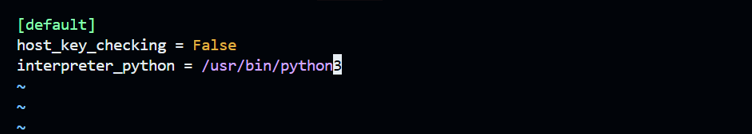 [default]
host_key_checking = False
interpreter_python = /usr/bin/python3
~
~
~